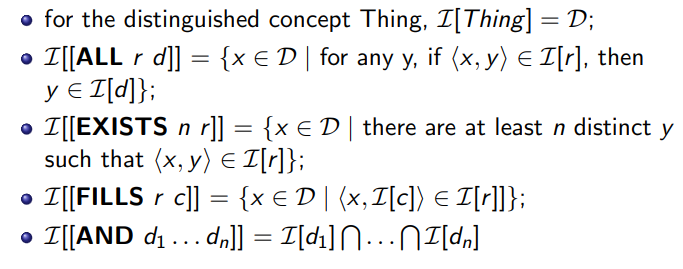 • for the distinguished concept Thing, ℐ[Thing] = 𝒟;
• ℐ[[ALL r d]] = {x ∈ 𝒟 | for any y, if ⟨x, y⟩ ∈ ℐ[r], then
y ∈ ℐ[d]};
• ℐ[[EXISTS n r]] = {x ∈ 𝒟 | there are at least n distinct y
such that ⟨x, y⟩ ∈ ℐ[r]};
• ℐ[[FILLS r c]] = {x ∈ 𝒟 | ⟨x, ℐ[c]⟩ ∈ ℐ[r]]};
• ℐ[[AND d₁ … dₙ]] = ℐ[d₁] ⋂ … ⋂ ℐ[dₙ]